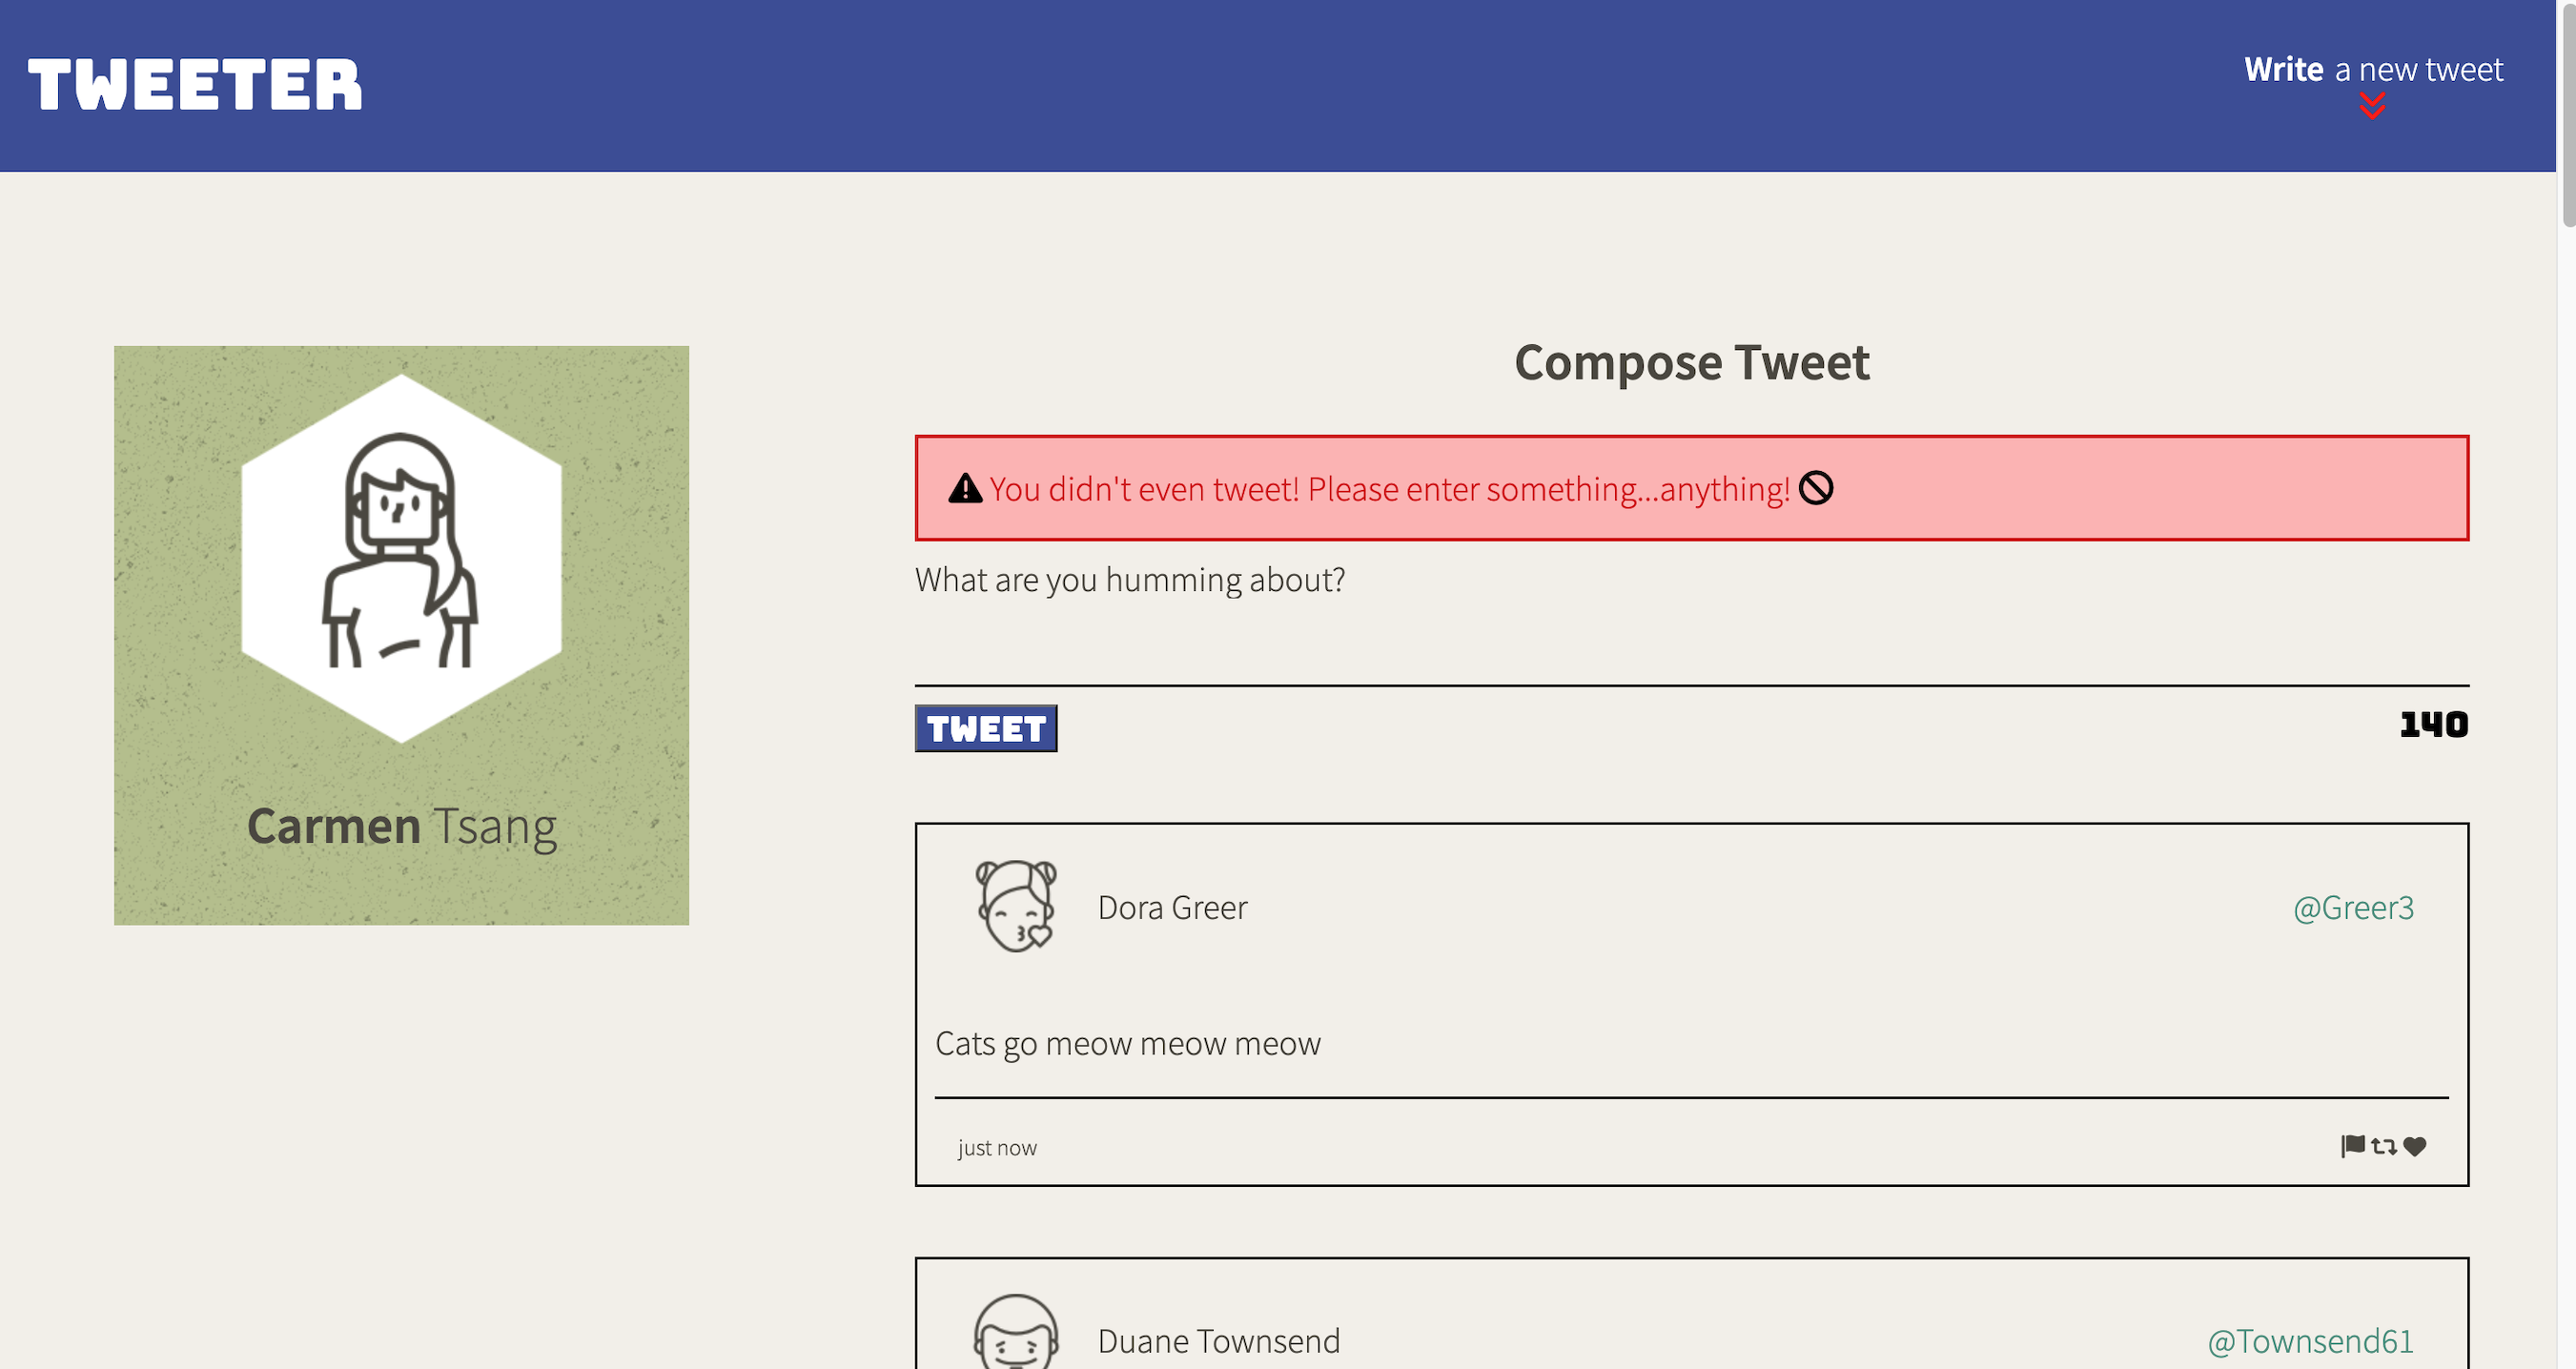 TWEETER
Write a new tweet
Carmen Tsang
Compose Tweet
You didn't even tweet! Please enter something...anything!
What are you humming about?
TWEET
140
Dora Greer
@Greer3
Cats go meow meow meow
just now
Duane Townsend
@Townsend61